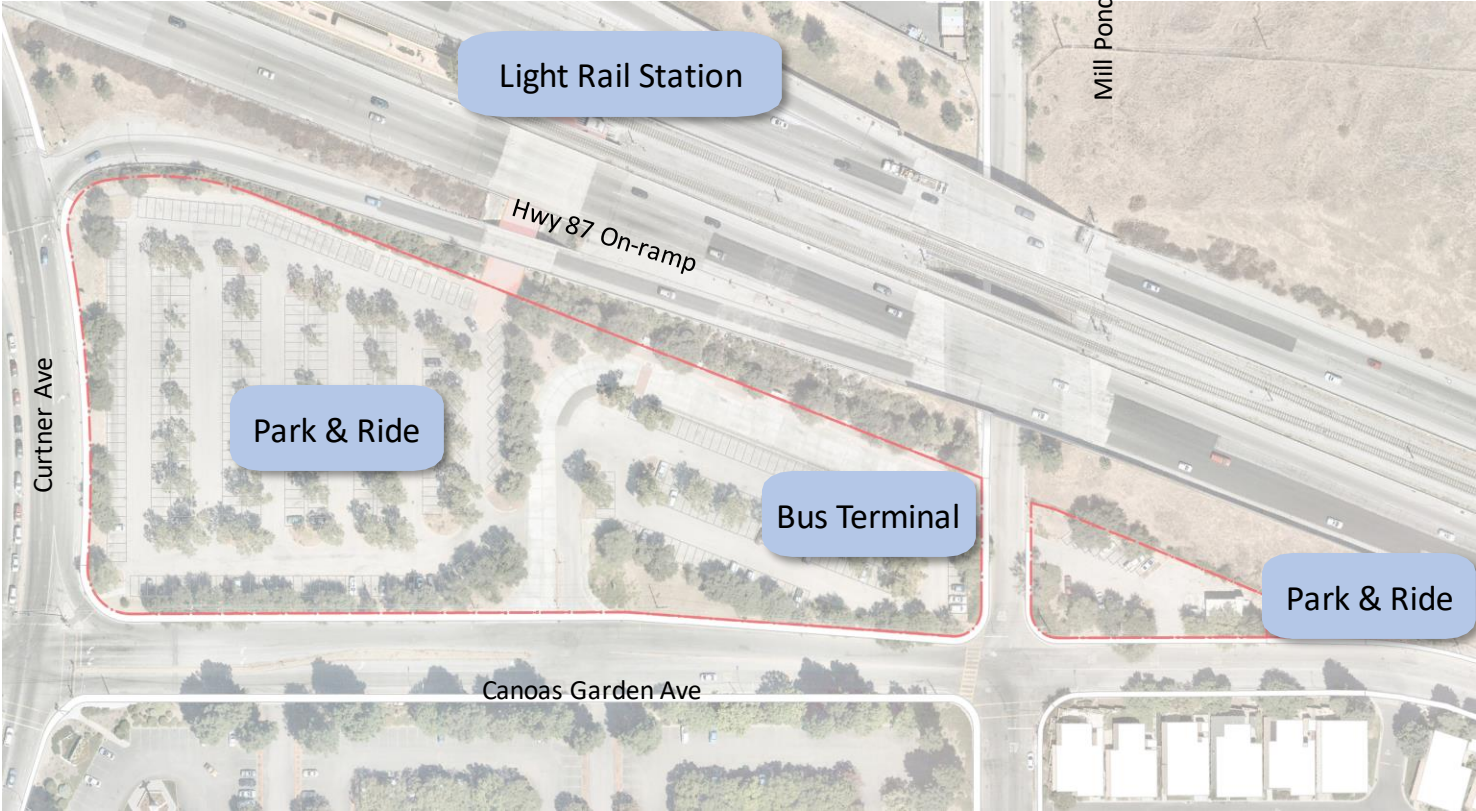 Mill Pond
Light Rail Station
Hwy 87 On-ramp
Curtner Ave
Park & Ride
Bus Terminal
Park & Ride
Canoas Garden Ave